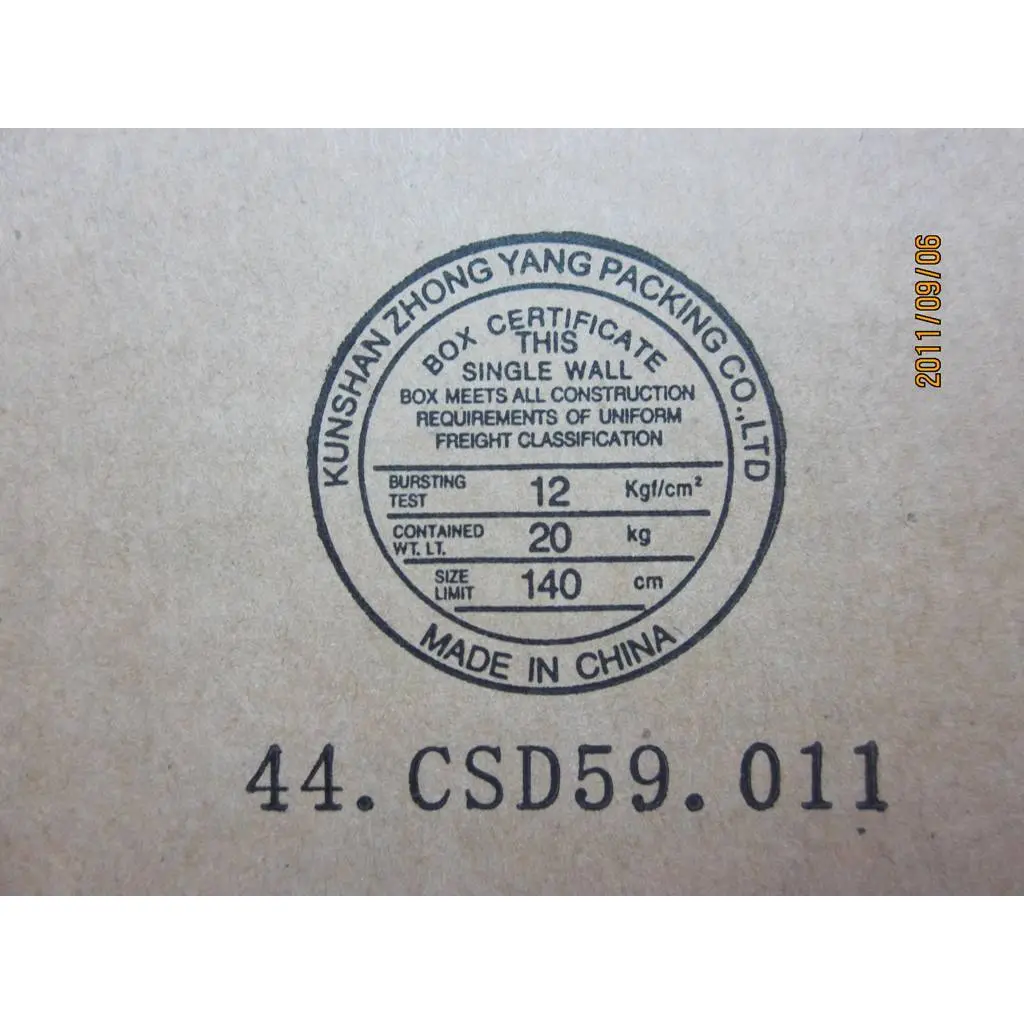 KUNSHAN ZHONG YANG PACKING CO.,LTD
BOX CERTIFICATE
THIS
SINGLE WALL
BOX MEETS ALL CONSTRUCTION
REQUIREMENTS OF UNIFORM
FREIGHT CLASSIFICATION
BURSTING TEST 12 Kgf/cm²
CONTAINED WT. LT. 20 kg
SIZE LIMIT 140 cm
MADE IN CHINA
44.CSD59.011
2011/09/06